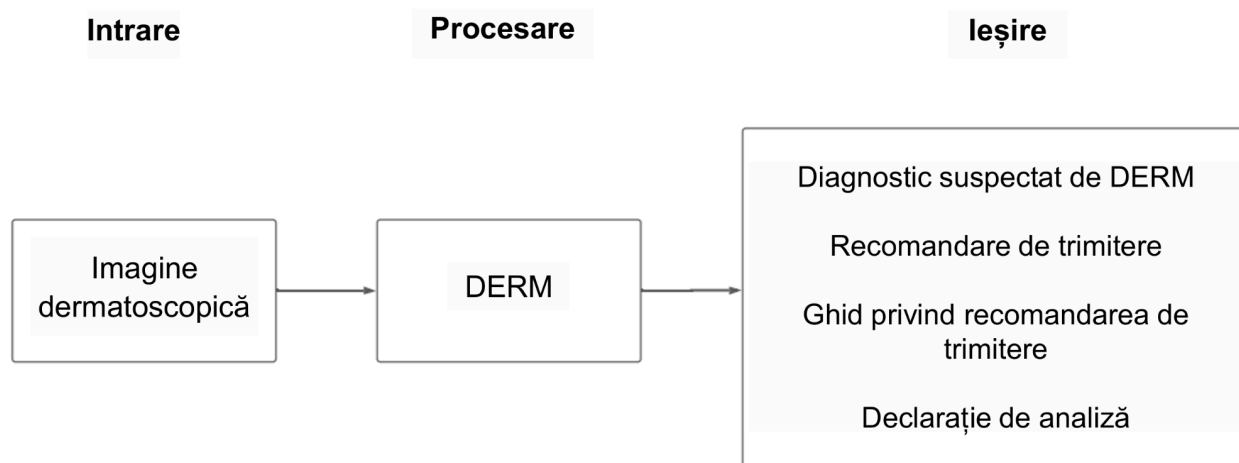 Intrare
Procesare
Ieșire
Imagine
dermatoscopică
DERM
Diagnostic suspectat de DERM
Recomandare de trimitere
Ghid privind recomandarea de
trimitere
Declarație de analiză